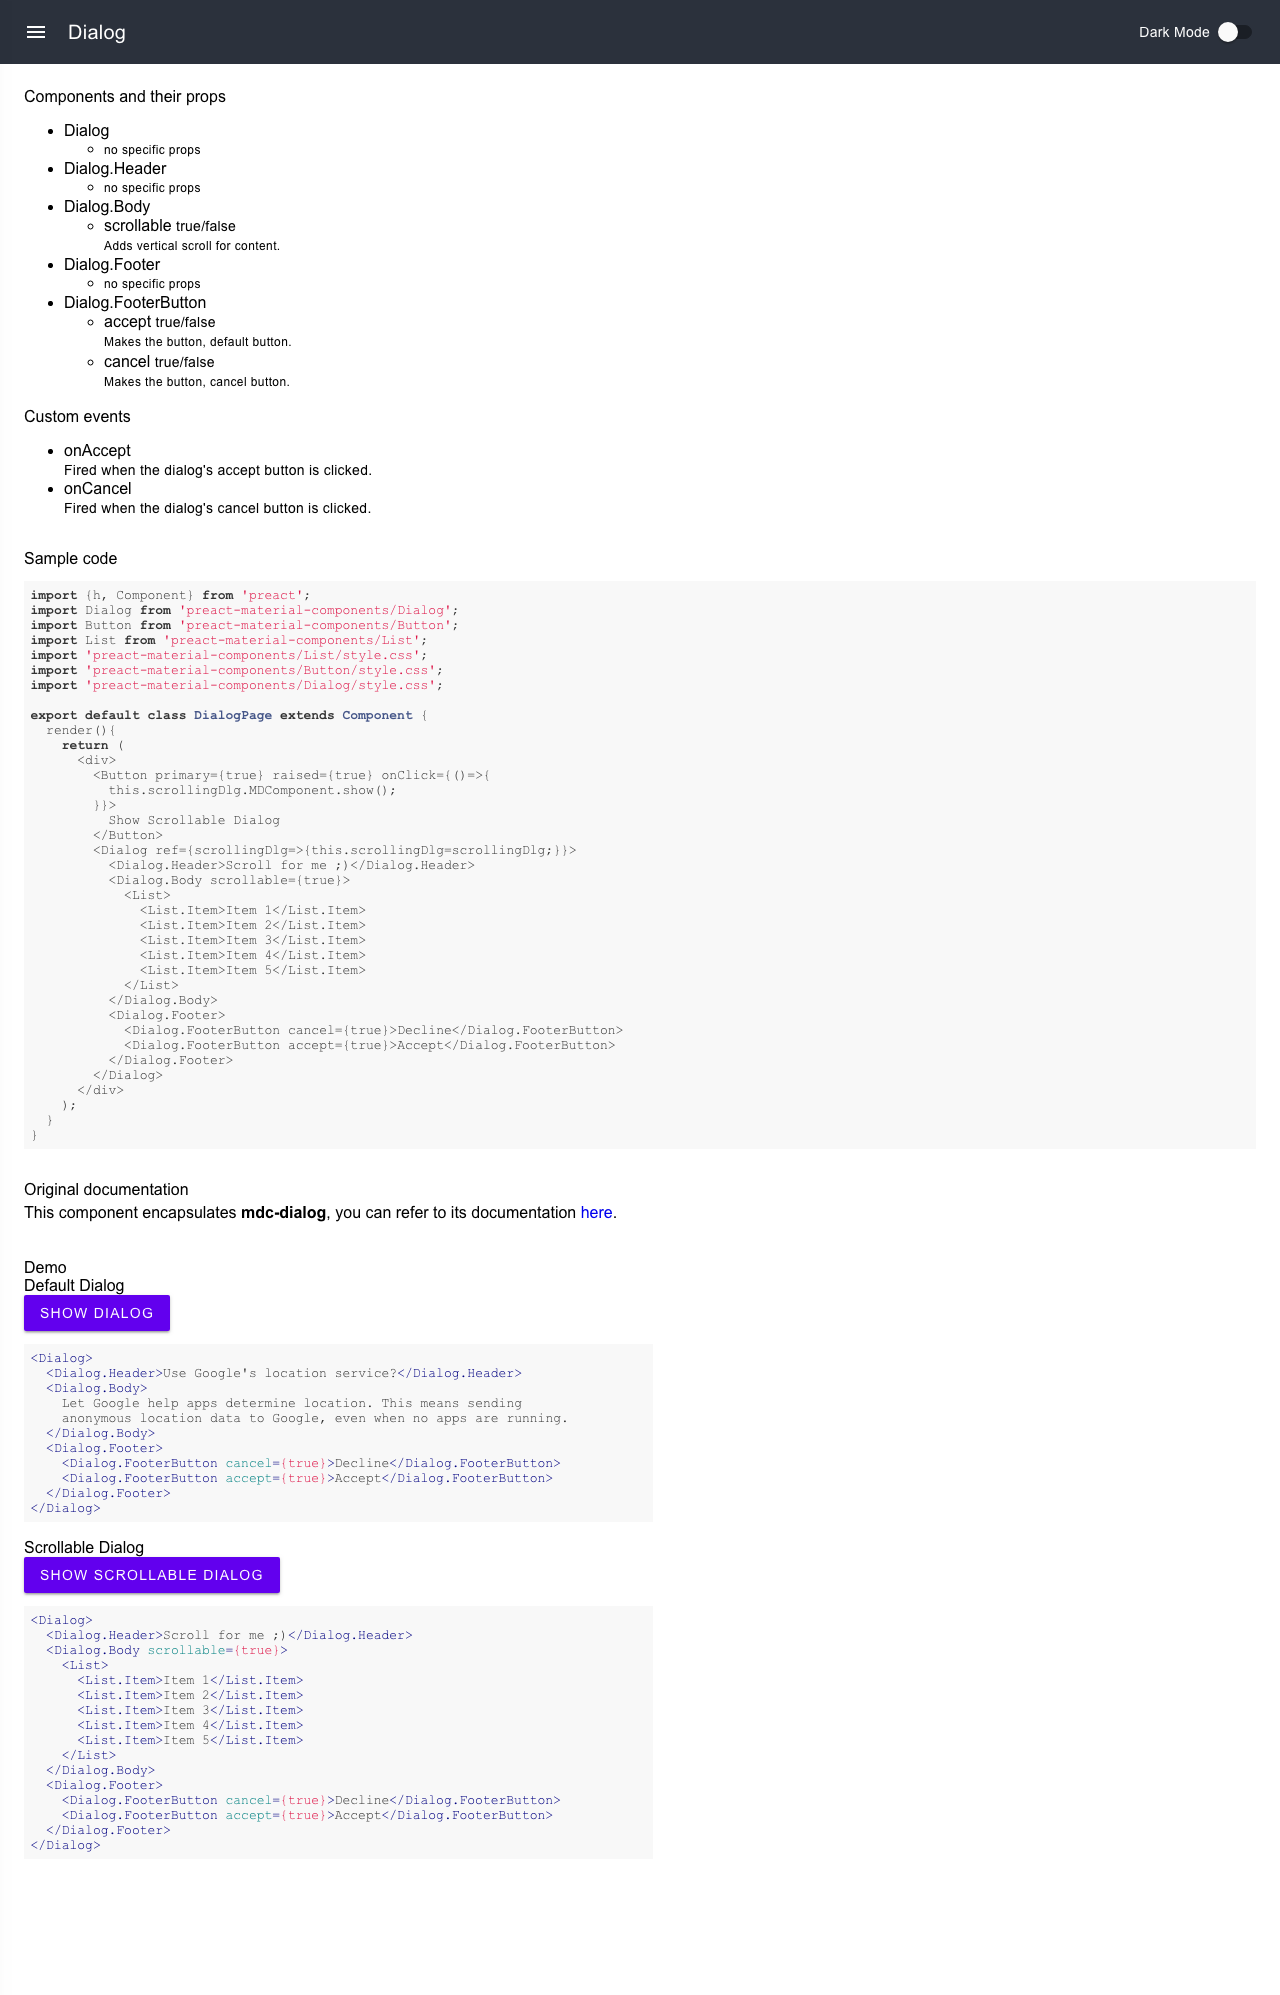 Dialog
Dark Mode
Components and their props
Dialog
no specific props
Dialog.Header
no specific props
Dialog.Body
scrollable true/false
Adds vertical scroll for content.
Dialog.Footer
no specific props
Dialog.FooterButton
accept true/false
Makes the button, default button.
cancel true/false
Makes the button, cancel button.
Custom events
onAccept
Fired when the dialog's accept button is clicked.
onCancel
Fired when the dialog's cancel button is clicked.
Sample code
import {h, Component} from 'preact';
import Dialog from 'preact-material-components/Dialog';
import Button from 'preact-material-components/Button';
import List from 'preact-material-components/List';
import 'preact-material-components/List/style.css';
import 'preact-material-components/Button/style.css';
import 'preact-material-components/Dialog/style.css';

export default class DialogPage extends Component {
  render(){
    return (
      <div>
        <Button primary={true} raised={true} onClick={()=>{
          this.scrollingDlg.MDComponent.show();
        }}>
          Show Scrollable Dialog
        </Button>
        <Dialog ref={scrollingDlg=>{this.scrollingDlg=scrollingDlg;}}>
          <Dialog.Header>Scroll for me ;)</Dialog.Header>
          <Dialog.Body scrollable={true}>
            <List>
              <List.Item>Item 1</List.Item>
              <List.Item>Item 2</List.Item>
              <List.Item>Item 3</List.Item>
              <List.Item>Item 4</List.Item>
              <List.Item>Item 5</List.Item>
            </List>
          </Dialog.Body>
          <Dialog.Footer>
            <Dialog.FooterButton cancel={true}>Decline</Dialog.FooterButton>
            <Dialog.FooterButton accept={true}>Accept</Dialog.FooterButton>
          </Dialog.Footer>
        </Dialog>
      </div>
    );
  }
}
Original documentation
This component encapsulates mdc-dialog, you can refer to its documentation here.
Demo
Default Dialog
SHOW DIALOG
<Dialog>
  <Dialog.Header>Use Google's location service?</Dialog.Header>
  <Dialog.Body>
    Let Google help apps determine location. This means sending
    anonymous location data to Google, even when no apps are running.
  </Dialog.Body>
  <Dialog.Footer>
    <Dialog.FooterButton cancel={true}>Decline</Dialog.FooterButton>
    <Dialog.FooterButton accept={true}>Accept</Dialog.FooterButton>
  </Dialog.Footer>
</Dialog>
Scrollable Dialog
SHOW SCROLLABLE DIALOG
<Dialog>
  <Dialog.Header>Scroll for me ;)</Dialog.Header>
  <Dialog.Body scrollable={true}>
    <List>
      <List.Item>Item 1</List.Item>
      <List.Item>Item 2</List.Item>
      <List.Item>Item 3</List.Item>
      <List.Item>Item 4</List.Item>
      <List.Item>Item 5</List.Item>
    </List>
  </Dialog.Body>
  <Dialog.Footer>
    <Dialog.FooterButton cancel={true}>Decline</Dialog.FooterButton>
    <Dialog.FooterButton accept={true}>Accept</Dialog.FooterButton>
  </Dialog.Footer>
</Dialog>